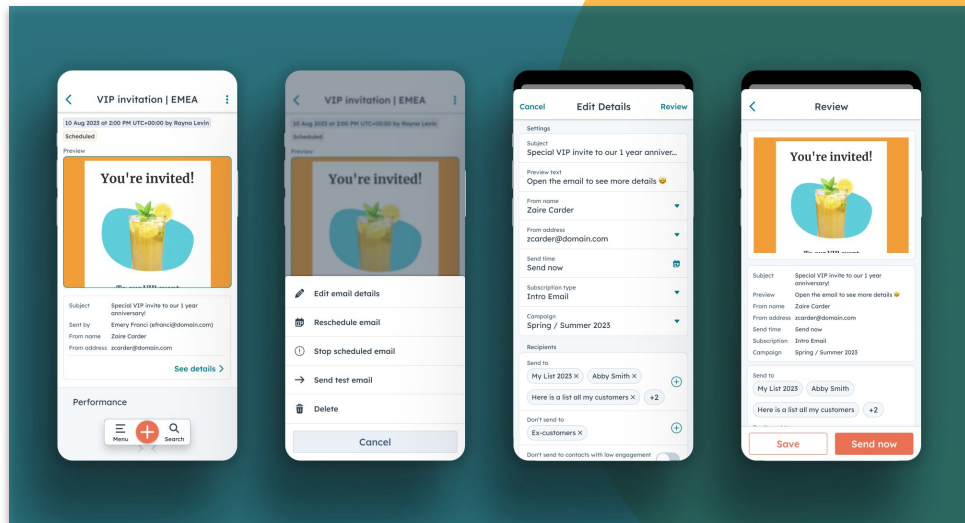 VIP invitation | EMEA
10 Aug 2023 at 2:00 PM UTC+00:00 by Rayna Levin
Scheduled
Preview
You're invited!
To our VIP event
Subject Special VIP invite to our 1 year
anniversary!
Sent by Emery Franci (efranci@domain.com)
From name Zaire Carder
From address zcarder@domain.com
See details >
Performance
Menu
Search
VIP invitation | EMEA
10 Aug 2023 at 2:00 PM UTC+00:00 by Rayna Levin
Scheduled
Preview
You're invited!
Edit email details
Reschedule email
Stop scheduled email
Send test email
Delete
Cancel
Cancel Edit Details Review
Settings
Subject
Special VIP invite to our 1 year anniver...
Preview text
Open the email to see more details 🤩
From name
Zaire Carder
From address
zcarder@domain.com
Send time
Send now
Subscription type
Intro Email
Campaign
Spring / Summer 2023
Recipients
Send to
My List 2023 × Abby Smith ×
Here is a list all my customers × +2
Don't send to
Ex-customers ×
Don't send to contacts with low engagement
Review
You're invited!
To our VIP event
Subject Special VIP invite to our 1 year
anniversary!
Preview Open the email to see more details 🤩
From name Zaire Carder
From address zcarder@domain.com
Send time Send now
Subscription Intro Email
Campaign Spring / Summer 2023
Send to
My List 2023 Abby Smith
Here is a list all my customers +2
Save Send now